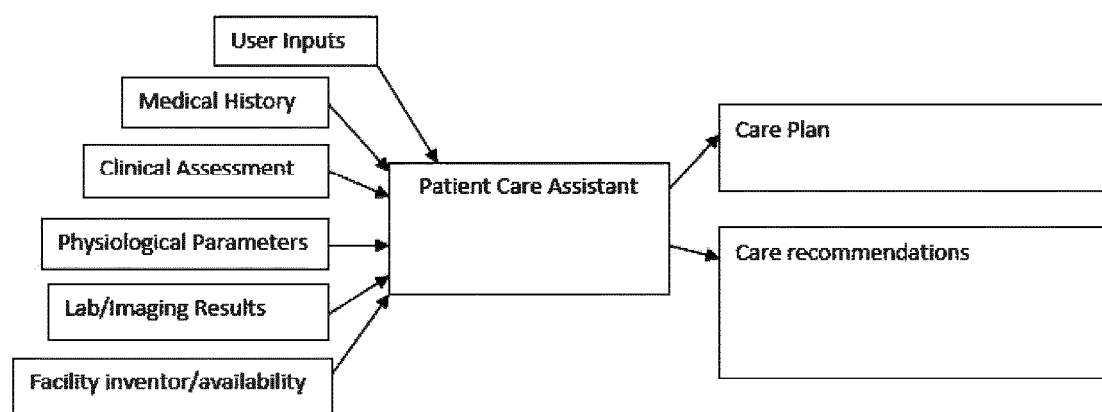 User Inputs
Medical History
Clinical Assessment
Physiological Parameters
Lab/Imaging Results
Facility inventor/availability
Patient Care Assistant
Care Plan
Care recommendations